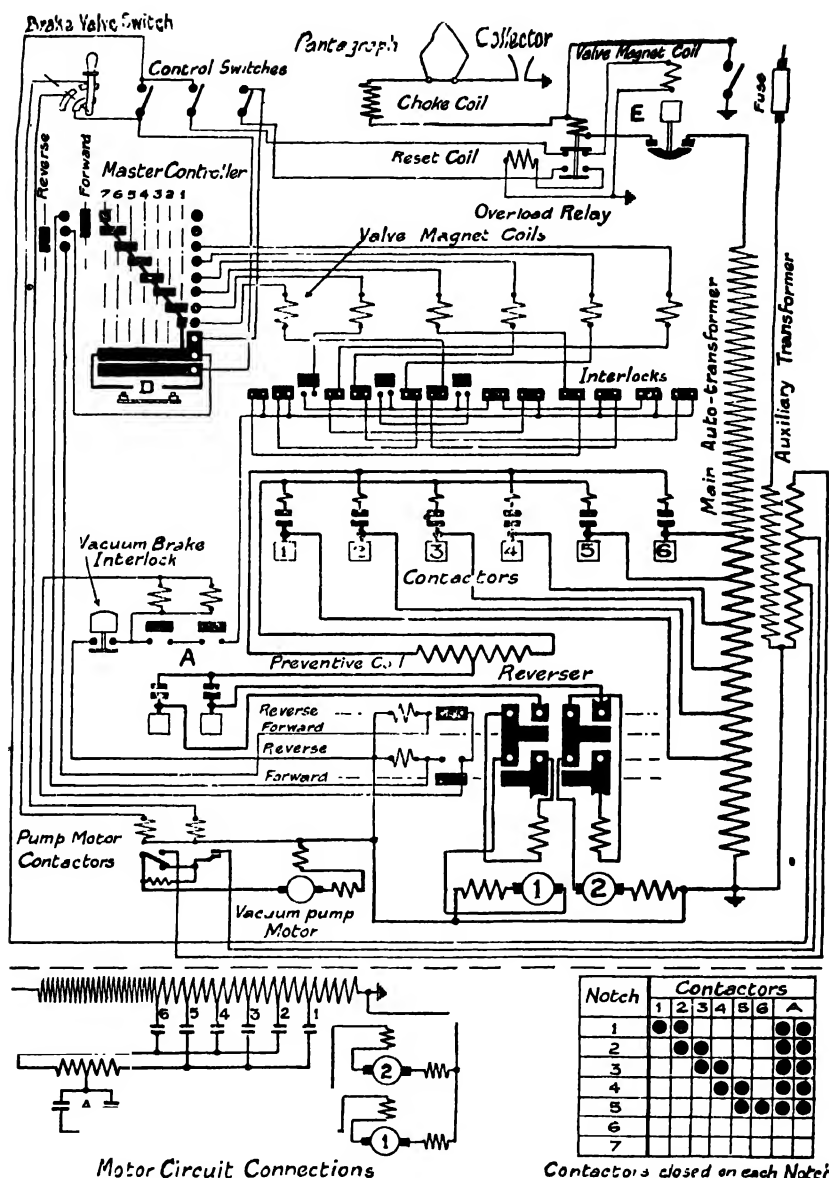 Brake Valve Switch
Control Switches
Pantagraph
Collector
Valve Magnet Coil
Choke Coil
Fuse
E
Reset Coil
Overload Relay
Reverse
Forward
Master Controller
7 6 5 4 3 2 1
Valve Magnet Coils
D
Interlocks
Main Auto-transformer
Auxiliary Transformer
1 2 3 4 5 6
Contactors
Vacuum Brake
Interlock
A
Preventive
Reverser
Reverse
Forward
Reverse
Forward
Pump Motor
Contactors
Vacuum pump
Motor
1
2
6 5 4 3 2 1
A
2
1
Motor Circuit Connections
Notch Contactors
1 2 3 4 5 6 A
1
2
3
4
5
6
7
Contactors closed on each Notch